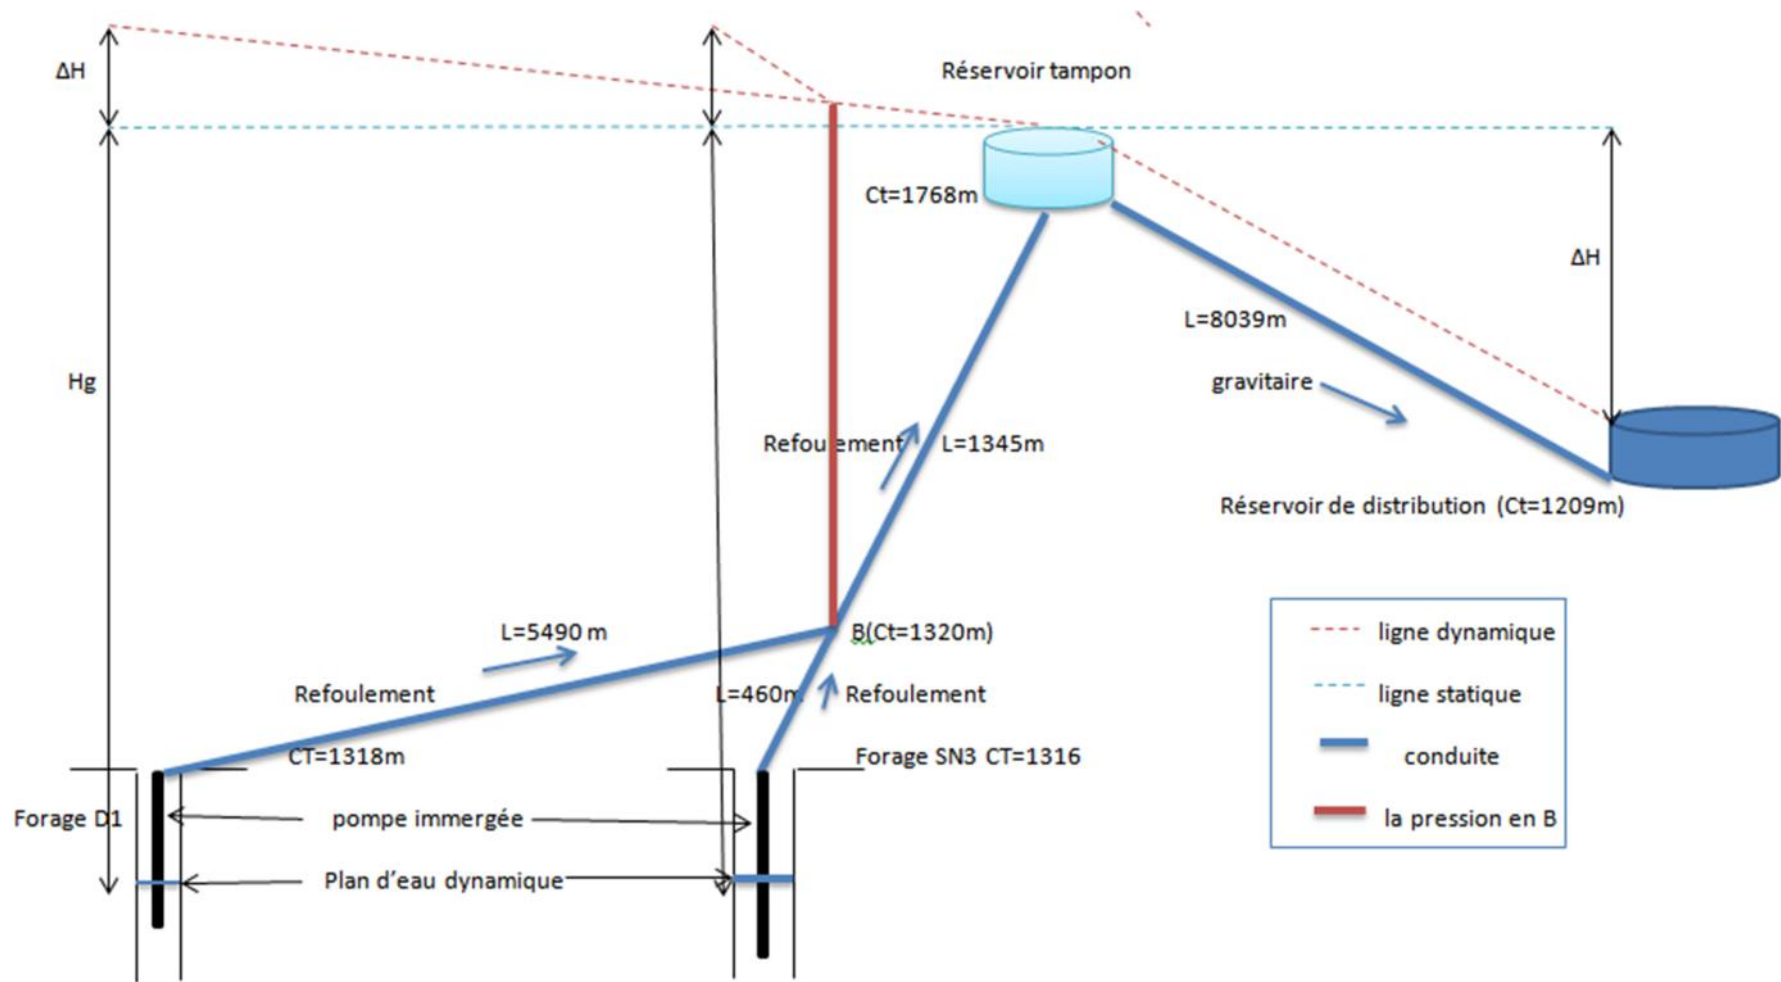 ΔH
Réservoir tampon
Ct=1768m
ΔH
L=8039m
Hg
gravitaire
Refoulement
L=1345m
Réservoir de distribution (Ct=1209m)
L=5490 m
B(Ct=1320m)
ligne dynamique
Refoulement
L=460m
Refoulement
ligne statique
CT=1318m
Forage SN3 CT=1316
conduite
Forage D1
pompe immergée
la pression en B
Plan d'eau dynamique